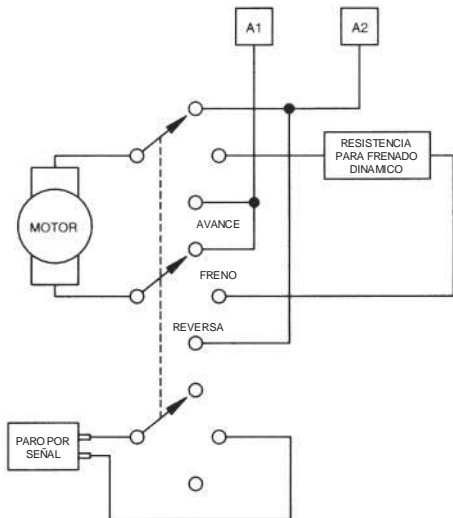 A1
A2
RESISTENCIA
PARA FRENADO
DINAMICO
MOTOR
AVANCE
FRENO
REVERSA
PARO POR
SEÑAL